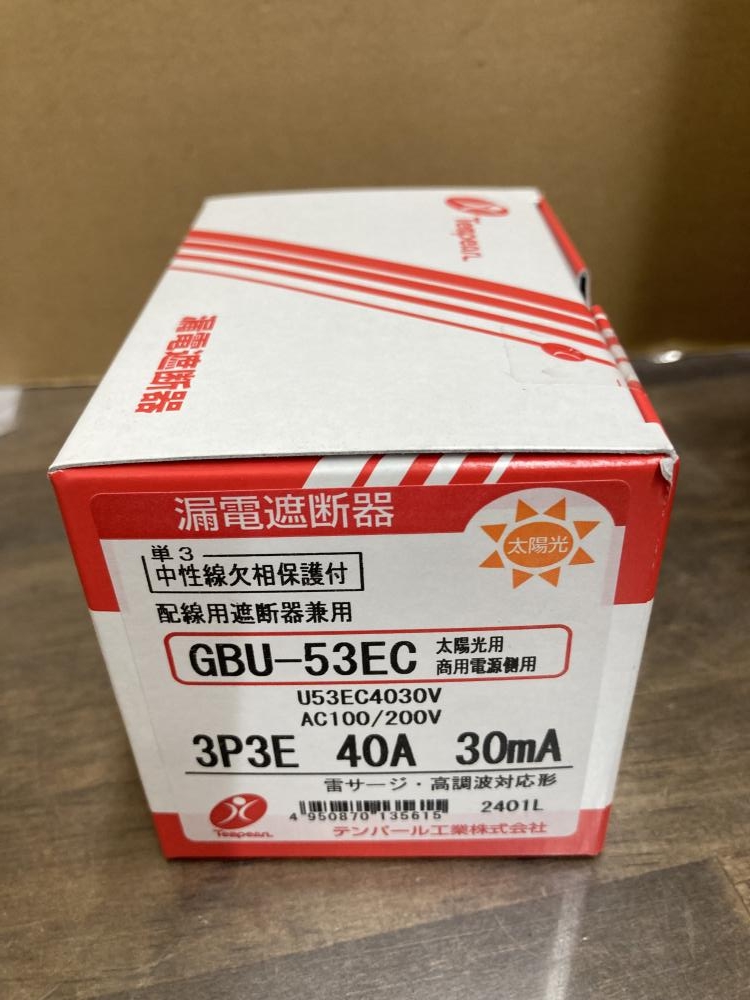 Teapearl
漏電遮断器
漏電遮断器
太陽光
単3
中性線欠相保護付
配線用遮断器兼用
GBU-53EC
太陽光用
商用電源側用
U53EC4030V
AC100/200V
3P3E 40A 30mA
雷サージ・高調波対応形
4 950870 135615
2401L
Teapearl
テンパール工業株式会社